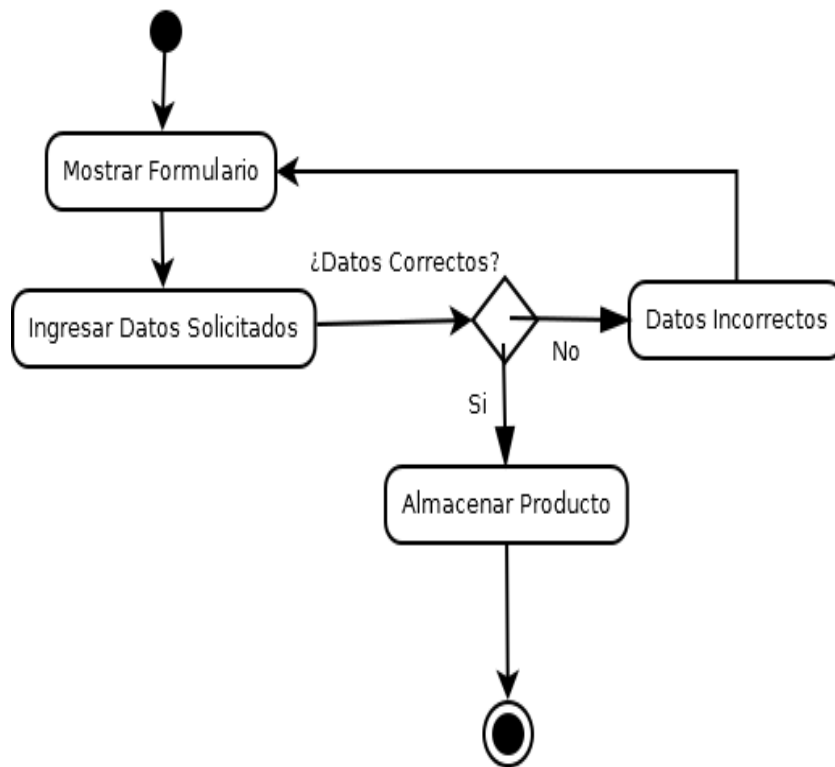 Mostrar Formulario
¿Datos Correctos?
Ingresar Datos Solicitados
Datos Incorrectos
No
Si
Almacenar Producto